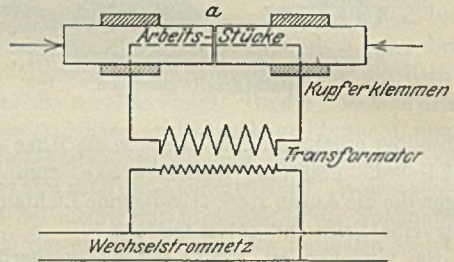 a
Arbeits-Stücke
Kupferklemmen
Transformator
Wechselstromnetz